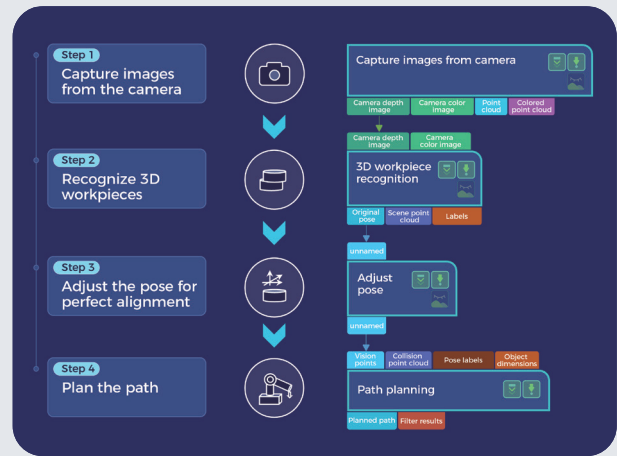 Step 1
Capture images
from the camera
Step 2
Recognize 3D
workpieces
Step 3
Adjust the pose for
perfect alignment
Step 4
Plan the path
Capture images from camera
Camera depth
image
Camera color
image
Point
cloud
Colored
point cloud
Camera depth
image
Camera
color image
3D workpiece
recognition
Original
pose
Scene point
cloud
Labels
unnamed
Adjust
pose
unnamed
Vision
points
Collision
point cloud
Pose labels
Object
dimensions
Path planning
Planned path
Filter results